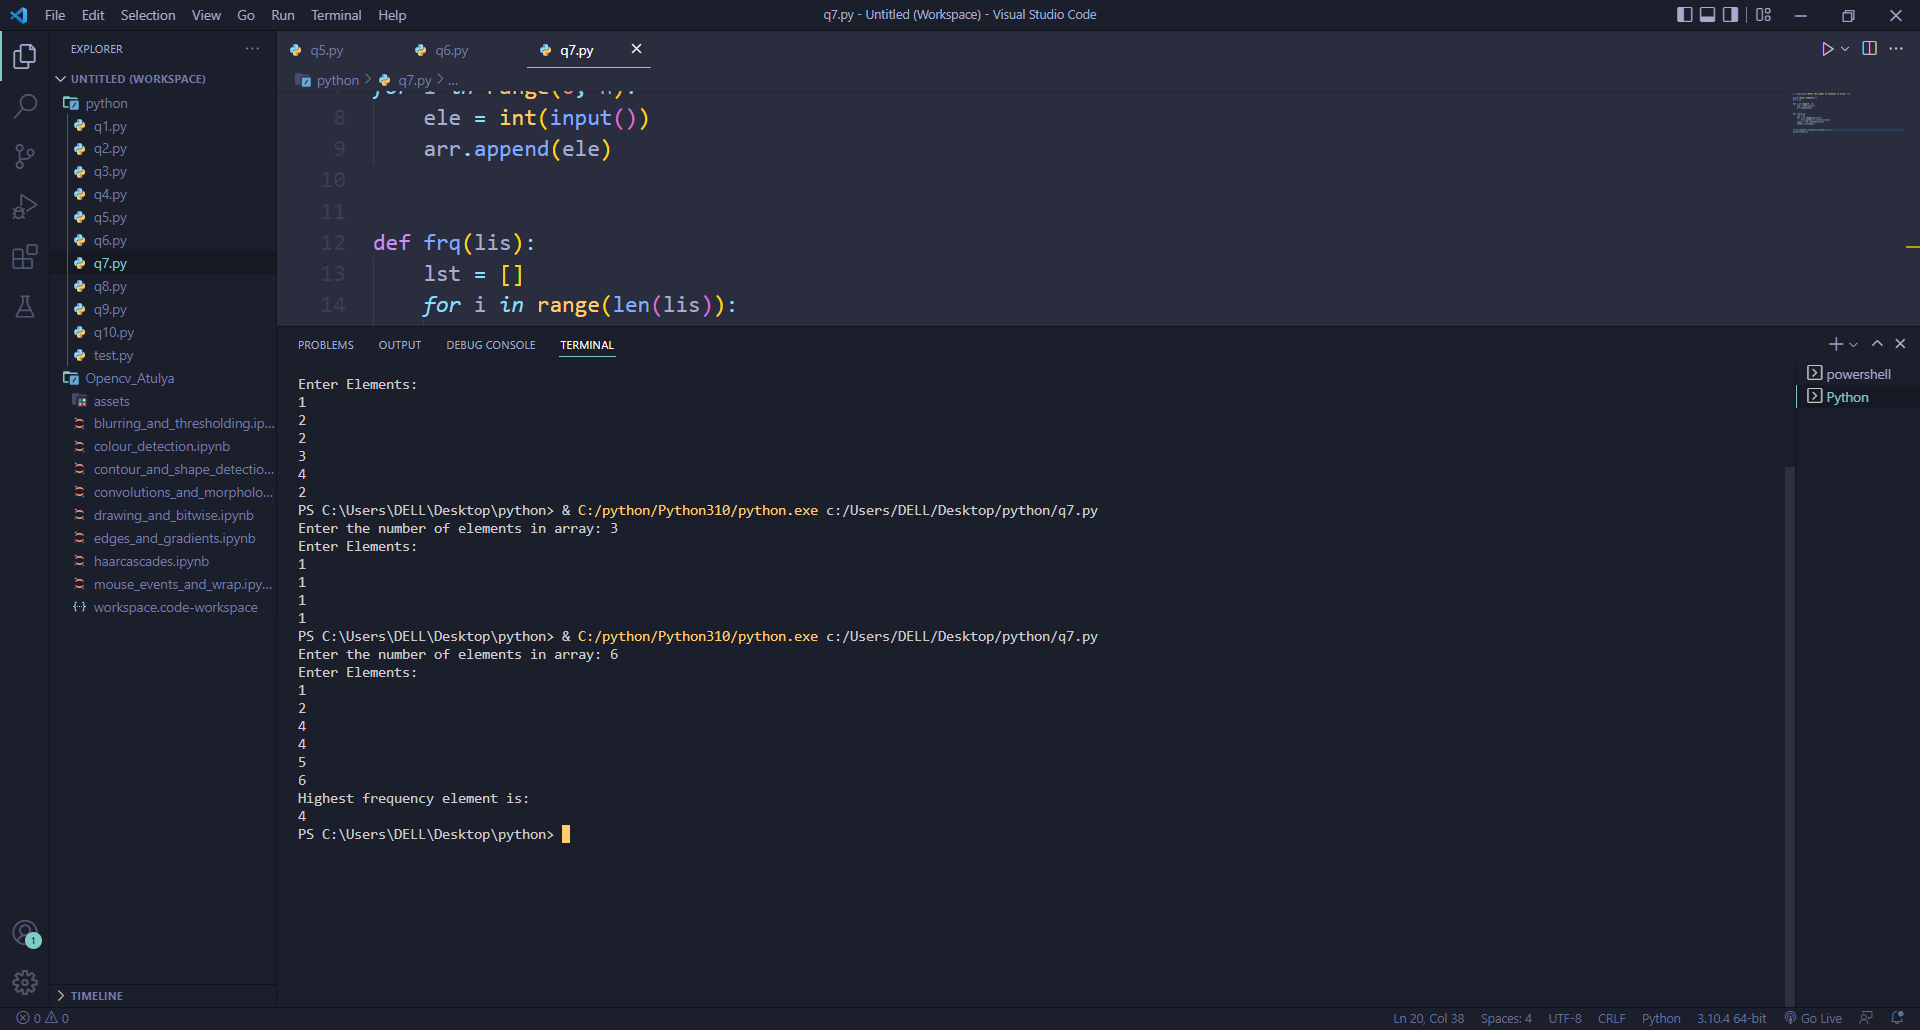 File Edit Selection View Go Run Terminal Help
q7.py - Untitled (Workspace) - Visual Studio Code
EXPLORER
UNTITLED (WORKSPACE)
python
q1.py
q2.py
q3.py
q4.py
q5.py
q6.py
q7.py
q8.py
q9.py
q10.py
test.py
Opencv_Atulya
assets
blurring_and_thresholding.ip...
colour_detection.ipynb
contour_and_shape_detectio...
convolutions_and_morpholo...
drawing_and_bitwise.ipynb
edges_and_gradients.ipynb
haarcascades.ipynb
mouse_events_and_wrap.ipy...
workspace.code-workspace
TIMELINE
q5.py q6.py q7.py
python > q7.py > ...
for i in range(0, n):
8 ele = int(input())
9 arr.append(ele)
10
11
12 def frq(lis):
13 lst = []
14 for i in range(len(lis)):
PROBLEMS OUTPUT DEBUG CONSOLE TERMINAL
Enter Elements:
1
2
2
3
4
2
PS C:\Users\DELL\Desktop\python> & C:/python/Python310/python.exe c:/Users/DELL/Desktop/python/q7.py
Enter the number of elements in array: 3
Enter Elements:
1
1
1
1
PS C:\Users\DELL\Desktop\python> & C:/python/Python310/python.exe c:/Users/DELL/Desktop/python/q7.py
Enter the number of elements in array: 6
Enter Elements:
1
2
4
4
5
6
Highest frequency element is:
4
PS C:\Users\DELL\Desktop\python>
powershell
Python
1
0 0
Ln 20, Col 38 Spaces: 4 UTF-8 CRLF Python 3.10.4 64-bit Go Live